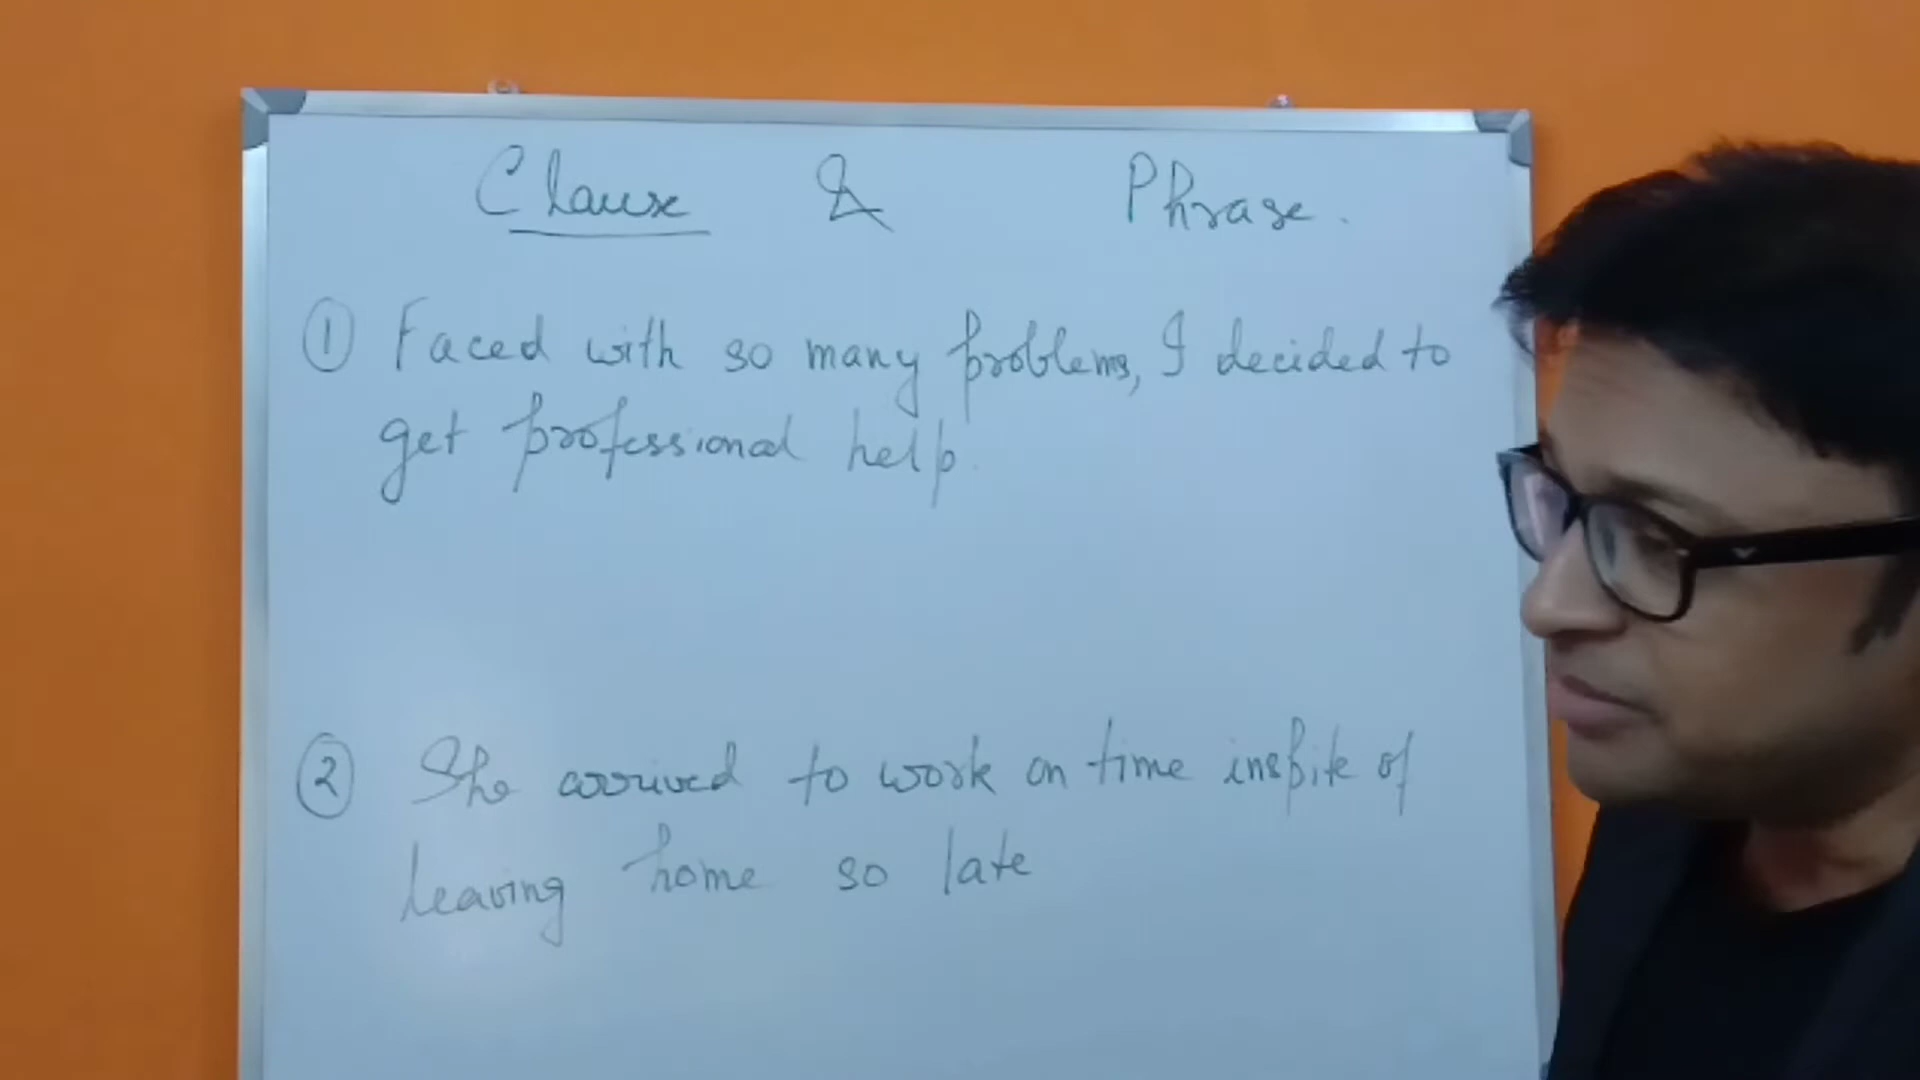 Clause & Phrase.
① Faced with so many problems, I decided to
get professional help.
② She arrived to work on time inspite of
leaving home so late